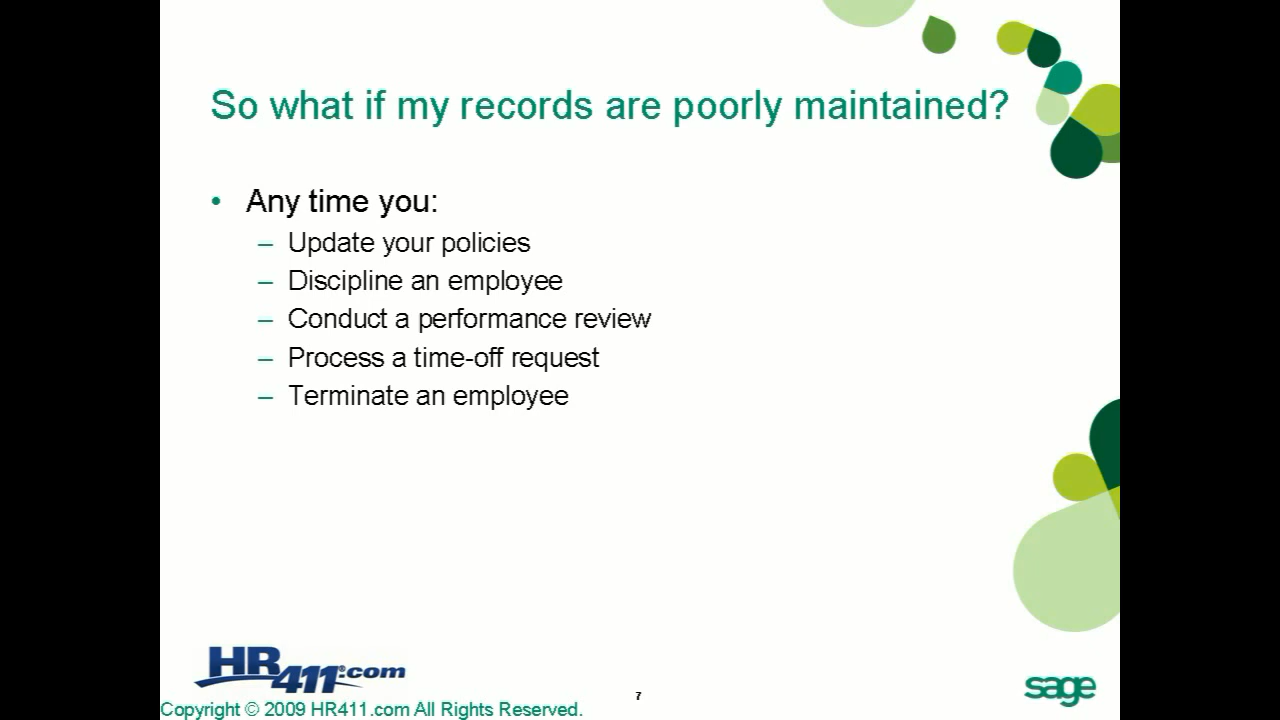 So what if my records are poorly maintained?
• Any time you:
– Update your policies
– Discipline an employee
– Conduct a performance review
– Process a time-off request
– Terminate an employee
HR411®.com
7
sage
Copyright © 2009 HR411.com All Rights Reserved.